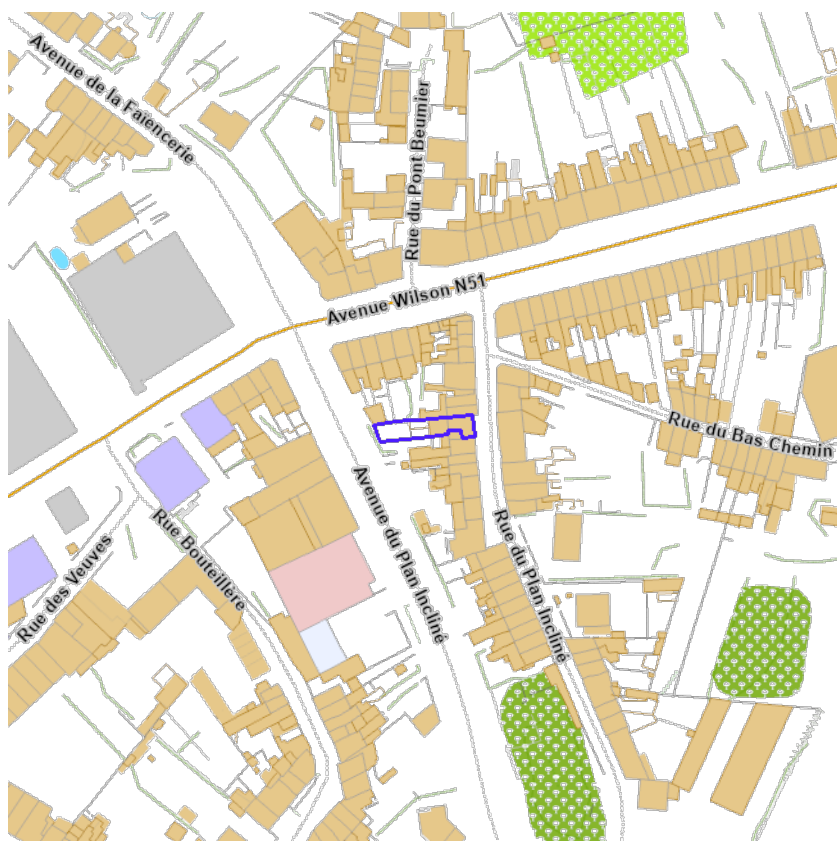 Avenue de la Faïencerie
Rue du Pont Beumier
Avenue Wilson N51
Rue du Bas Chemin
Rue des Veuves
Rue Bouteillère
Avenue du Plan Incliné
Rue du Plan Incliné